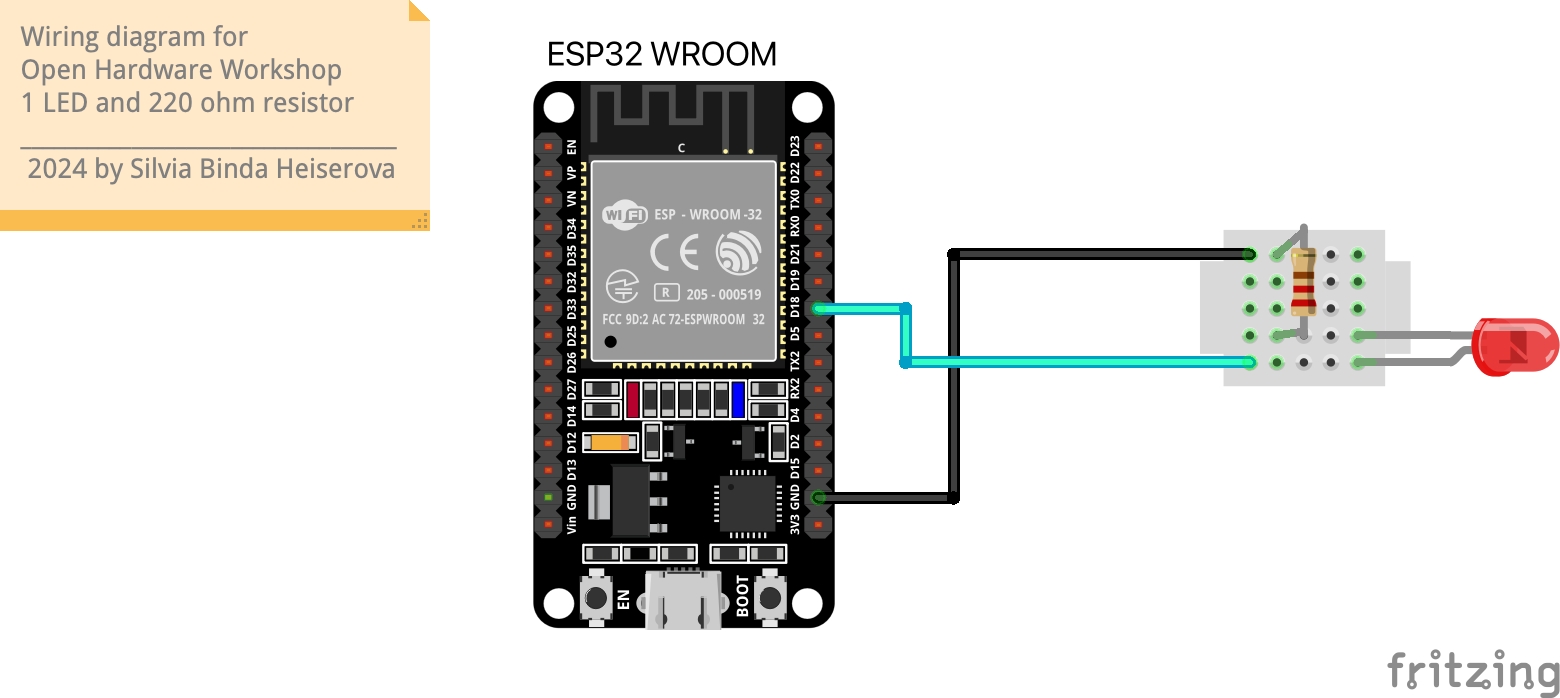 Wiring diagram for
Open Hardware Workshop
1 LED and 220 ohm resistor
2024 by Silvia Binda Heiserova
ESP32 WROOM
C
EN
VP
VN
D34
D35
D32
D33
D25
D26
D27
D14
D12
D13
GND
Vin
D23
D22
TX0
RX0
D21
D19
D18
D5
TX2
RX2
D4
D2
D15
GND
3V3
WiFi ESP - WROOM -32
CE
R 205 - 000519
FCC 9D:2 AC 72-ESPWROOM 32
EN
BOOT
fritzing